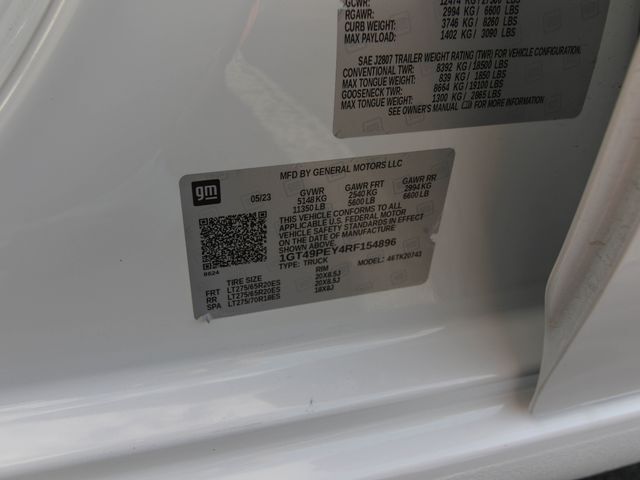 GCWR: 12474 KG/27500 LBS
RGAWR: 2994 KG / 6600 LBS
CURB WEIGHT: 3746 KG / 8260 LBS
MAX PAYLOAD: 1402 KG / 3090 LBS
SAE J2807 TRAILER WEIGHT RATING (TWR) FOR VEHICLE CONFIGURATION
CONVENTIONAL TWR: 8392 KG / 18500 LBS
MAX TONGUE WEIGHT: 839 KG / 1850 LBS
GOOSENECK TWR: 8664 KG / 19100 LBS
MAX TONGUE WEIGHT: 1300 KG / 2865 LBS
SEE OWNER'S MANUAL FOR MORE INFORMATION
gm
MFD BY GENERAL MOTORS LLC
05/23 GVWR GAWR FRT GAWR RR
5148 KG 2540 KG 2994 KG
11350 LB 5600 LB 6600 LB
THIS VEHICLE CONFORMS TO ALL
APPLICABLE U.S. FEDERAL MOTOR
VEHICLE SAFETY STANDARDS IN EFFECT
ON THE DATE OF MANUFACTURE
SHOWN ABOVE.
1GT49PEY4RF154896
TYPE: TRUCK MODEL: 46TK20743
TIRE SIZE RIM
FRT LT275/65R20ES 20X8.5J
RR LT275/65R20ES 20X8.5J
SPA LT275/70R18ES 18X8J